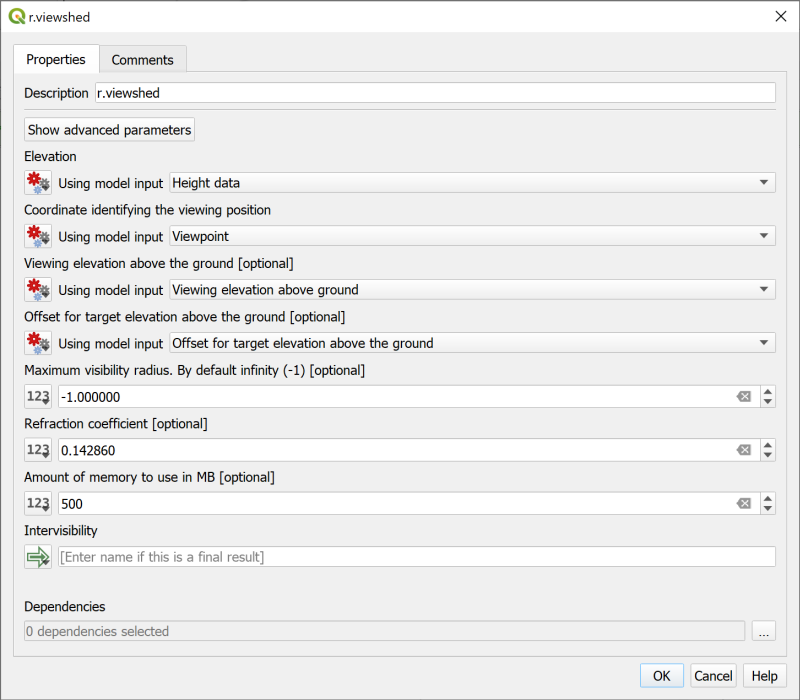 r.viewshed
Properties
Comments
Description r.viewshed
Show advanced parameters
Elevation
Using model input Height data
Coordinate identifying the viewing position
Using model input Viewpoint
Viewing elevation above the ground [optional]
Using model input Viewing elevation above ground
Offset for target elevation above the ground [optional]
Using model input Offset for target elevation above the ground
Maximum visibility radius. By default infinity (-1) [optional]
123 -1.000000
Refraction coefficient [optional]
123 0.142860
Amount of memory to use in MB [optional]
123 500
Intervisibility
[Enter name if this is a final result]
Dependencies
0 dependencies selected ...
OK Cancel Help